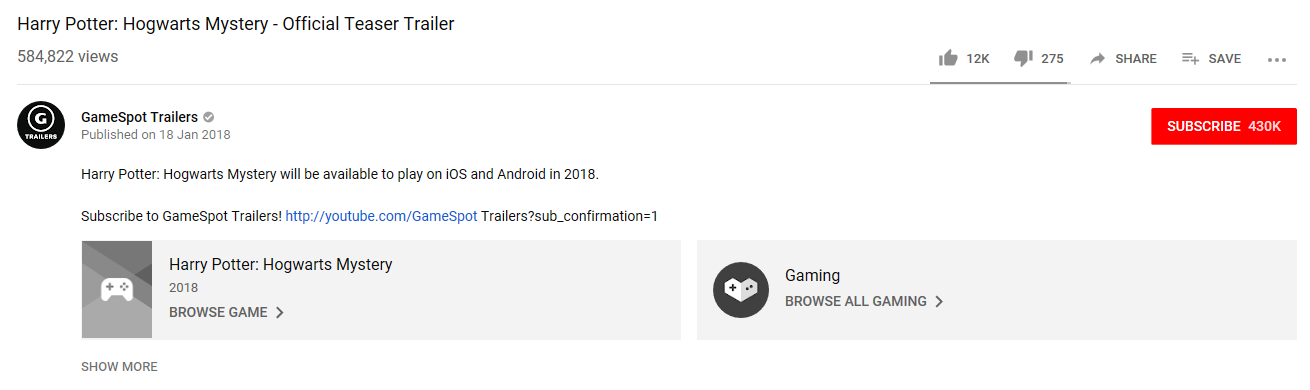 Harry Potter: Hogwarts Mystery - Official Teaser Trailer
584,822 views
12K 275 SHARE SAVE
G
TRAILERS
GameSpot Trailers
Published on 18 Jan 2018
SUBSCRIBE 430K
Harry Potter: Hogwarts Mystery will be available to play on iOS and Android in 2018.
Subscribe to GameSpot Trailers! http://youtube.com/GameSpot Trailers?sub_confirmation=1
Harry Potter: Hogwarts Mystery
2018
BROWSE GAME
Gaming
BROWSE ALL GAMING
SHOW MORE